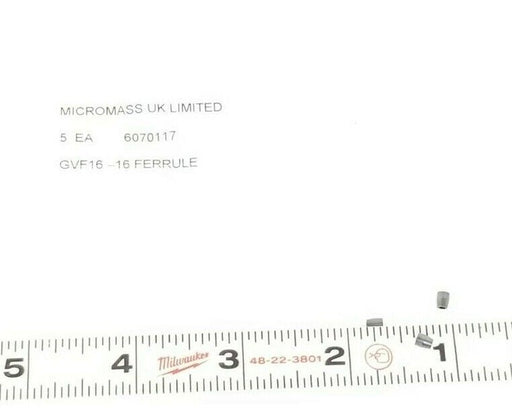 MICROMASS UK LIMITED
5 EA 6070117
GVF16 -16 FERRULE
5 4 Milwaukee 3 48-22-3801 2 1